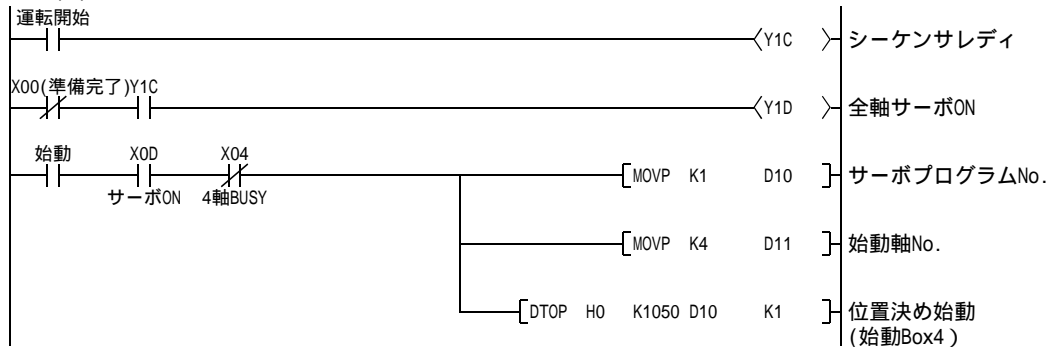 運転開始
Y1C シーケンサレディ
X00(準備完了)Y1C
Y1D 全軸サーボON
始動 X0D X04
MOVP K1 D10 サーボプログラムNo.
サーボON 4軸BUSY
MOVP K4 D11 始動軸No.
DTOP H0 K1050 D10 K1 位置決め始動
(始動Box4)